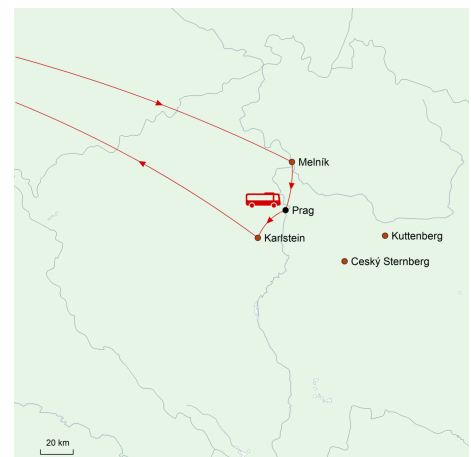 Melník
Prag
Karlstein
Kuttenberg
Ceský Sternberg
20 km